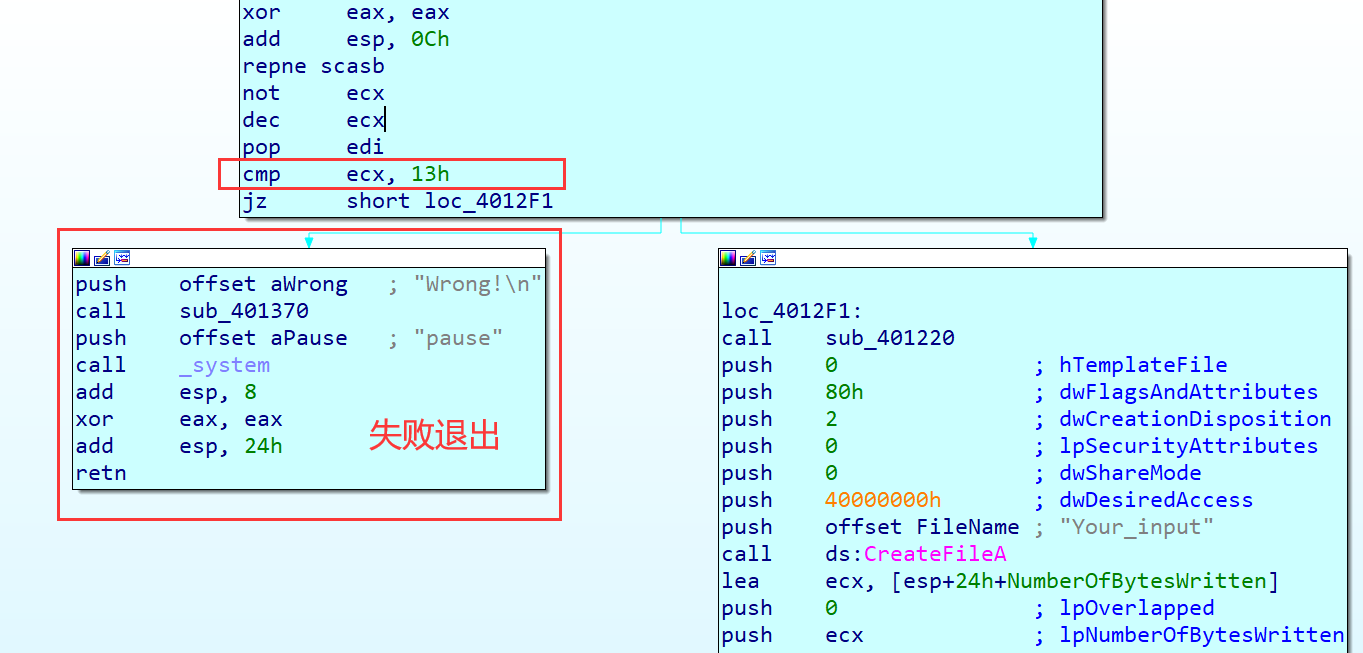 xor eax, eax
add esp, 0Ch
repne scasb
not ecx
dec ecx
pop edi
cmp ecx, 13h
jz short loc_4012F1
push offset aWrong ; "Wrong!\n"
call sub_401370
push offset aPause ; "pause"
call _system
add esp, 8
xor eax, eax
add esp, 24h
retn
失败退出
loc_4012F1:
call sub_401220
push 0 ; hTemplateFile
push 80h ; dwFlagsAndAttributes
push 2 ; dwCreationDisposition
push 0 ; lpSecurityAttributes
push 0 ; dwShareMode
push 40000000h ; dwDesiredAccess
push offset FileName ; "Your_input"
call ds:CreateFileA
lea ecx, [esp+24h+NumberOfBytesWritten]
push 0 ; lpOverlapped
push ecx ; lpNumberOfBytesWritten